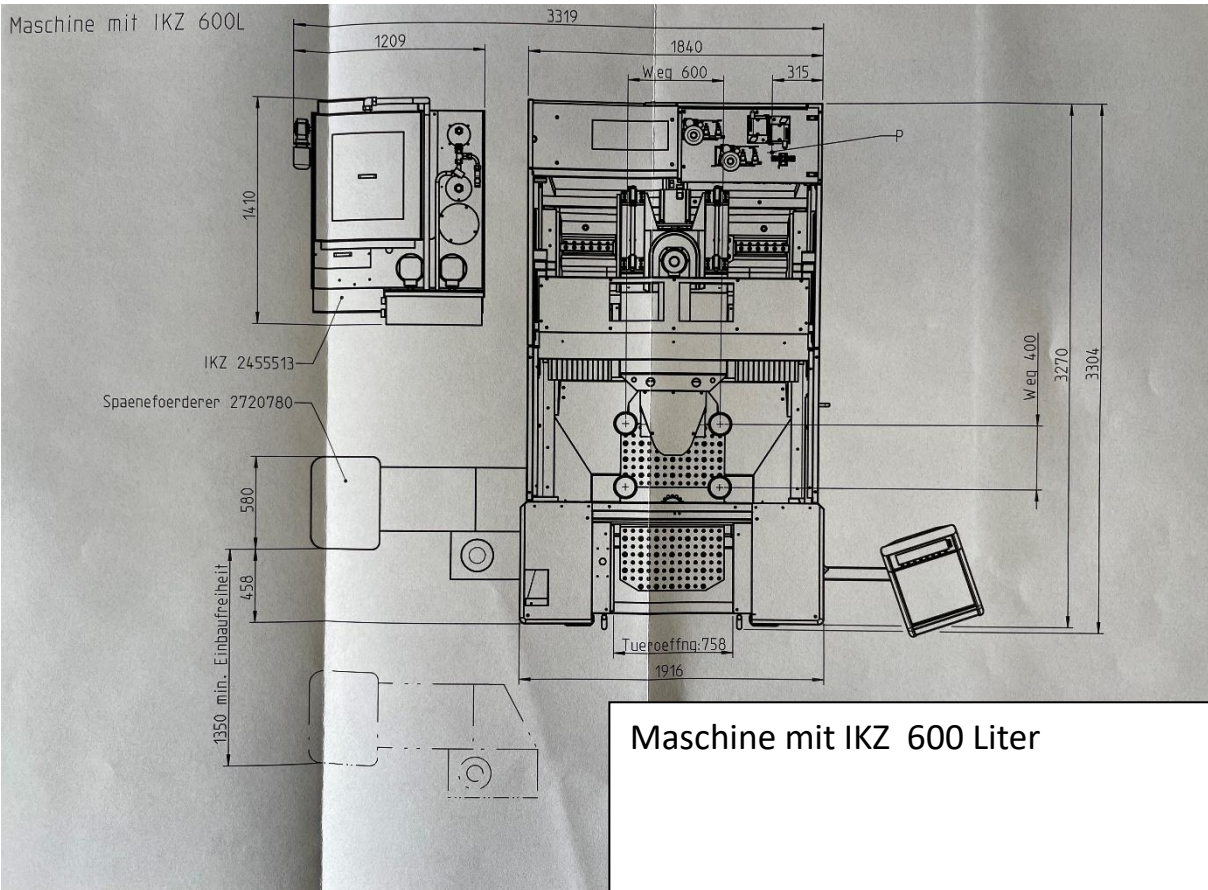 Maschine mit IKZ 600L
3319
1209
1840
Weg 600
315
P
1410
IKZ 2455513
Spaenefoerderer 2720780
Weg 400
3270
3304
580
458
1350 min. Einbaufreiheit
Tueroeffng:758
1916
Maschine mit IKZ 600 Liter